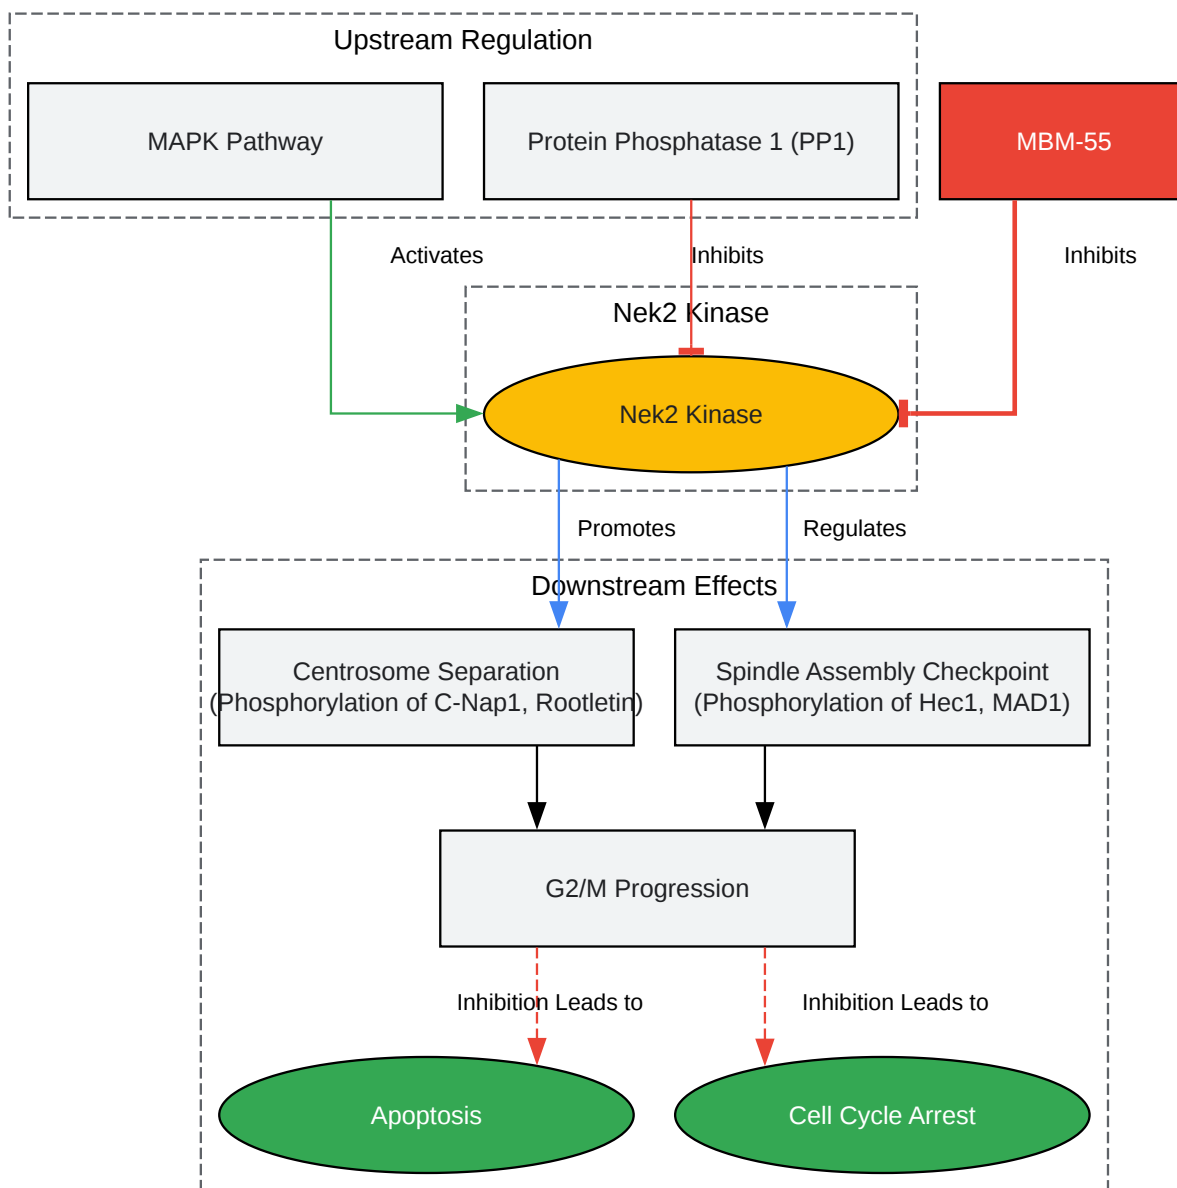 Upstream Regulation
MAPK Pathway
Protein Phosphatase 1 (PP1)
MBM-55
Activates
Inhibits
Inhibits
Nek2 Kinase
Nek2 Kinase
Promotes
Regulates
Downstream Effects
Centrosome Separation
(Phosphorylation of C-Nap1, Rootletin)
Spindle Assembly Checkpoint
(Phosphorylation of Hec1, MAD1)
G2/M Progression
Inhibition Leads to
Inhibition Leads to
Apoptosis
Cell Cycle Arrest